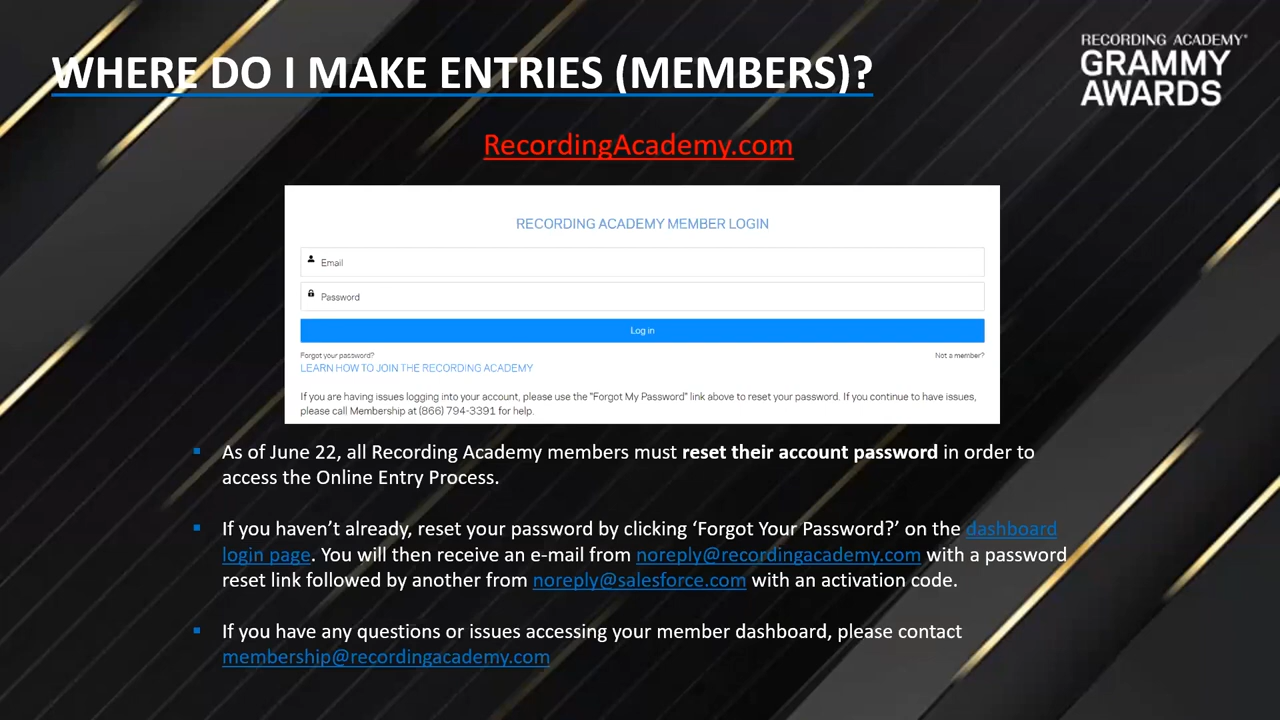 WHERE DO I MAKE ENTRIES (MEMBERS)?
RECORDING ACADEMY®
GRAMMY
AWARDS
RecordingAcademy.com
RECORDING ACADEMY MEMBER LOGIN
Email
Password
Log in
Forgot your password?
Not a member?
LEARN HOW TO JOIN THE RECORDING ACADEMY
If you are having issues logging into your account, please use the "Forgot My Password" link above to reset your password. If you continue to have issues,
please call Membership at (866) 794-3391 for help.
▪ As of June 22, all Recording Academy members must reset their account password in order to
access the Online Entry Process.
▪ If you haven’t already, reset your password by clicking ‘Forgot Your Password?’ on the dashboard
login page. You will then receive an e-mail from noreply@recordingacademy.com with a password
reset link followed by another from noreply@salesforce.com with an activation code.
▪ If you have any questions or issues accessing your member dashboard, please contact
membership@recordingacademy.com